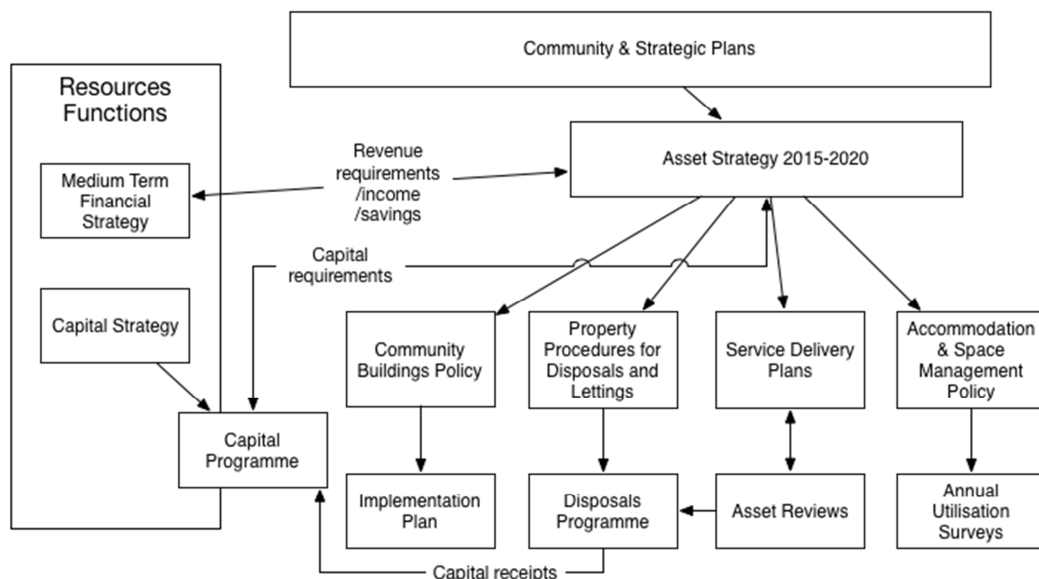 Community & Strategic Plans
Resources
Functions
Asset Strategy 2015-2020
Revenue
requirements
/income
/savings
Medium Term
Financial
Strategy
Capital
requirements
Capital Strategy
Community
Buildings Policy
Property
Procedures for
Disposals and
Lettings
Service Delivery
Plans
Accommodation
& Space
Management
Policy
Capital
Programme
Implementation
Plan
Disposals
Programme
Asset Reviews
Annual
Utilisation
Surveys
Capital receipts